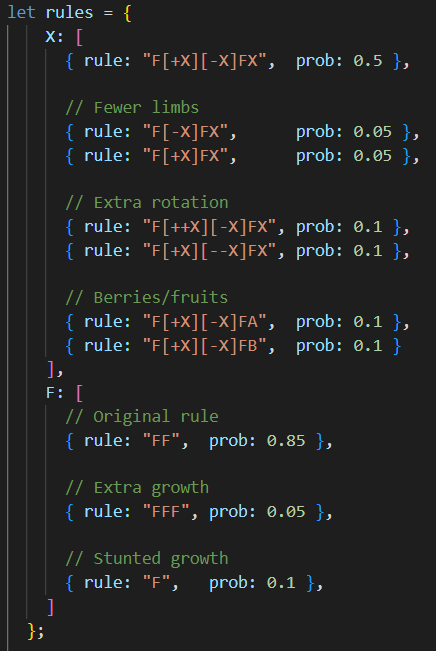 let rules = {
X: [
{ rule: "F[+X][-X]FX", prob: 0.5 },
// Fewer limbs
{ rule: "F[-X]FX", prob: 0.05 },
{ rule: "F[+X]FX", prob: 0.05 },
// Extra rotation
{ rule: "F[++X][-X]FX", prob: 0.1 },
{ rule: "F[+X][--X]FX", prob: 0.1 },
// Berries/fruits
{ rule: "F[+X][-X]FA", prob: 0.1 },
{ rule: "F[+X][-X]FB", prob: 0.1 }
],
F: [
// Original rule
{ rule: "FF", prob: 0.85 },
// Extra growth
{ rule: "FFF", prob: 0.05 },
// Stunted growth
{ rule: "F", prob: 0.1 },
]
};